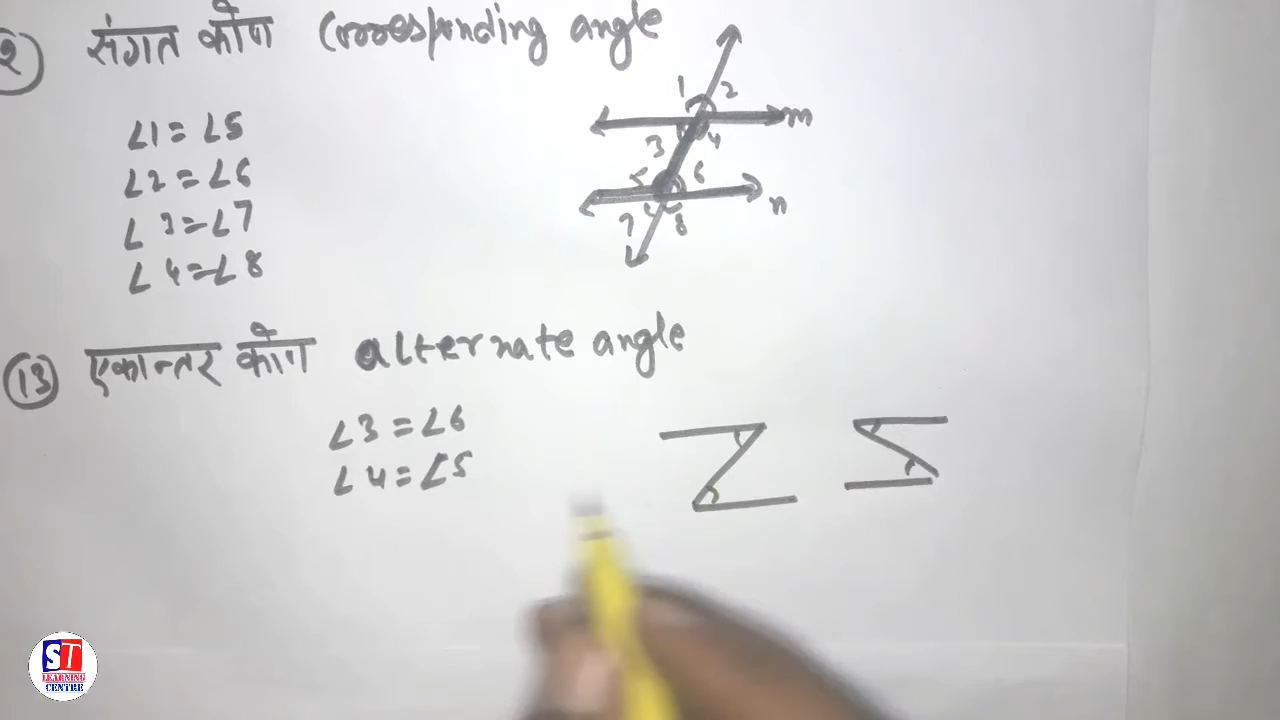 २ संगत कोण Corresponding angle
∠1 = ∠5
∠2 = ∠6
∠3 = ∠7
∠4 = ∠8
1 2
m
3 4
5 6
n
7 8
13 एकान्तर कोण alternate angle
∠3 = ∠6
∠4 = ∠5
ST
LEARNING
CENTRE